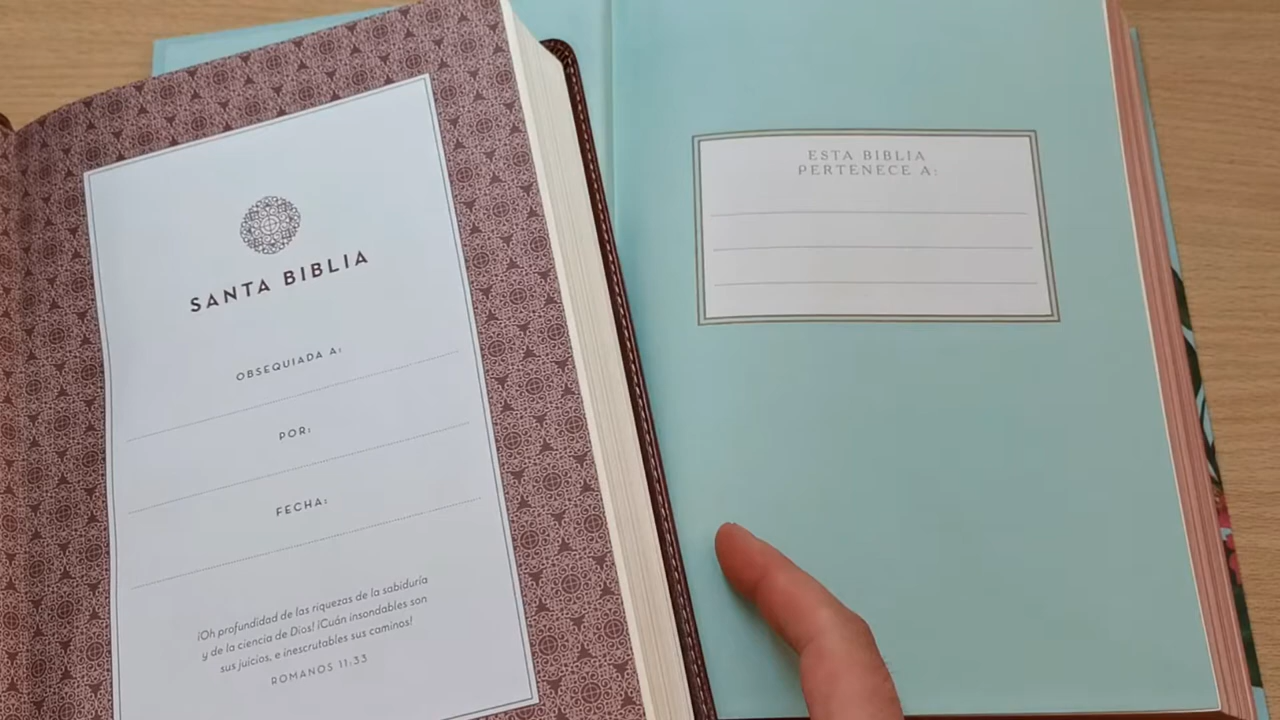 SANTA BIBLIA
OBSEQUIADA A:
POR:
FECHA:
¡Oh profundidad de las riquezas de la sabiduría
y de la ciencia de Dios! ¡Cuán insondables son
sus juicios, e inescrutables sus caminos!
ROMANOS 11:33
ESTA BIBLIA
PERTENECE A: